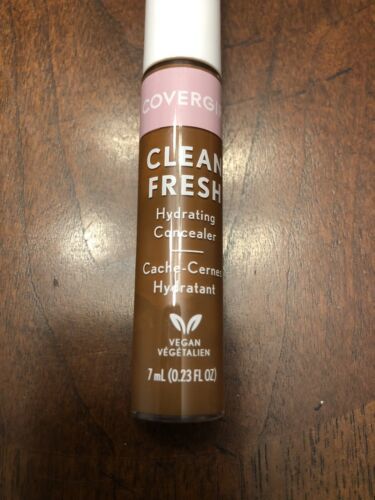 COVERGI
CLEAN
FRESH
Hydrating
Concealer
Cache-Cernes
Hydratant
VEGAN
VÉGÉTALIEN
7 mL (0.23 FL OZ)